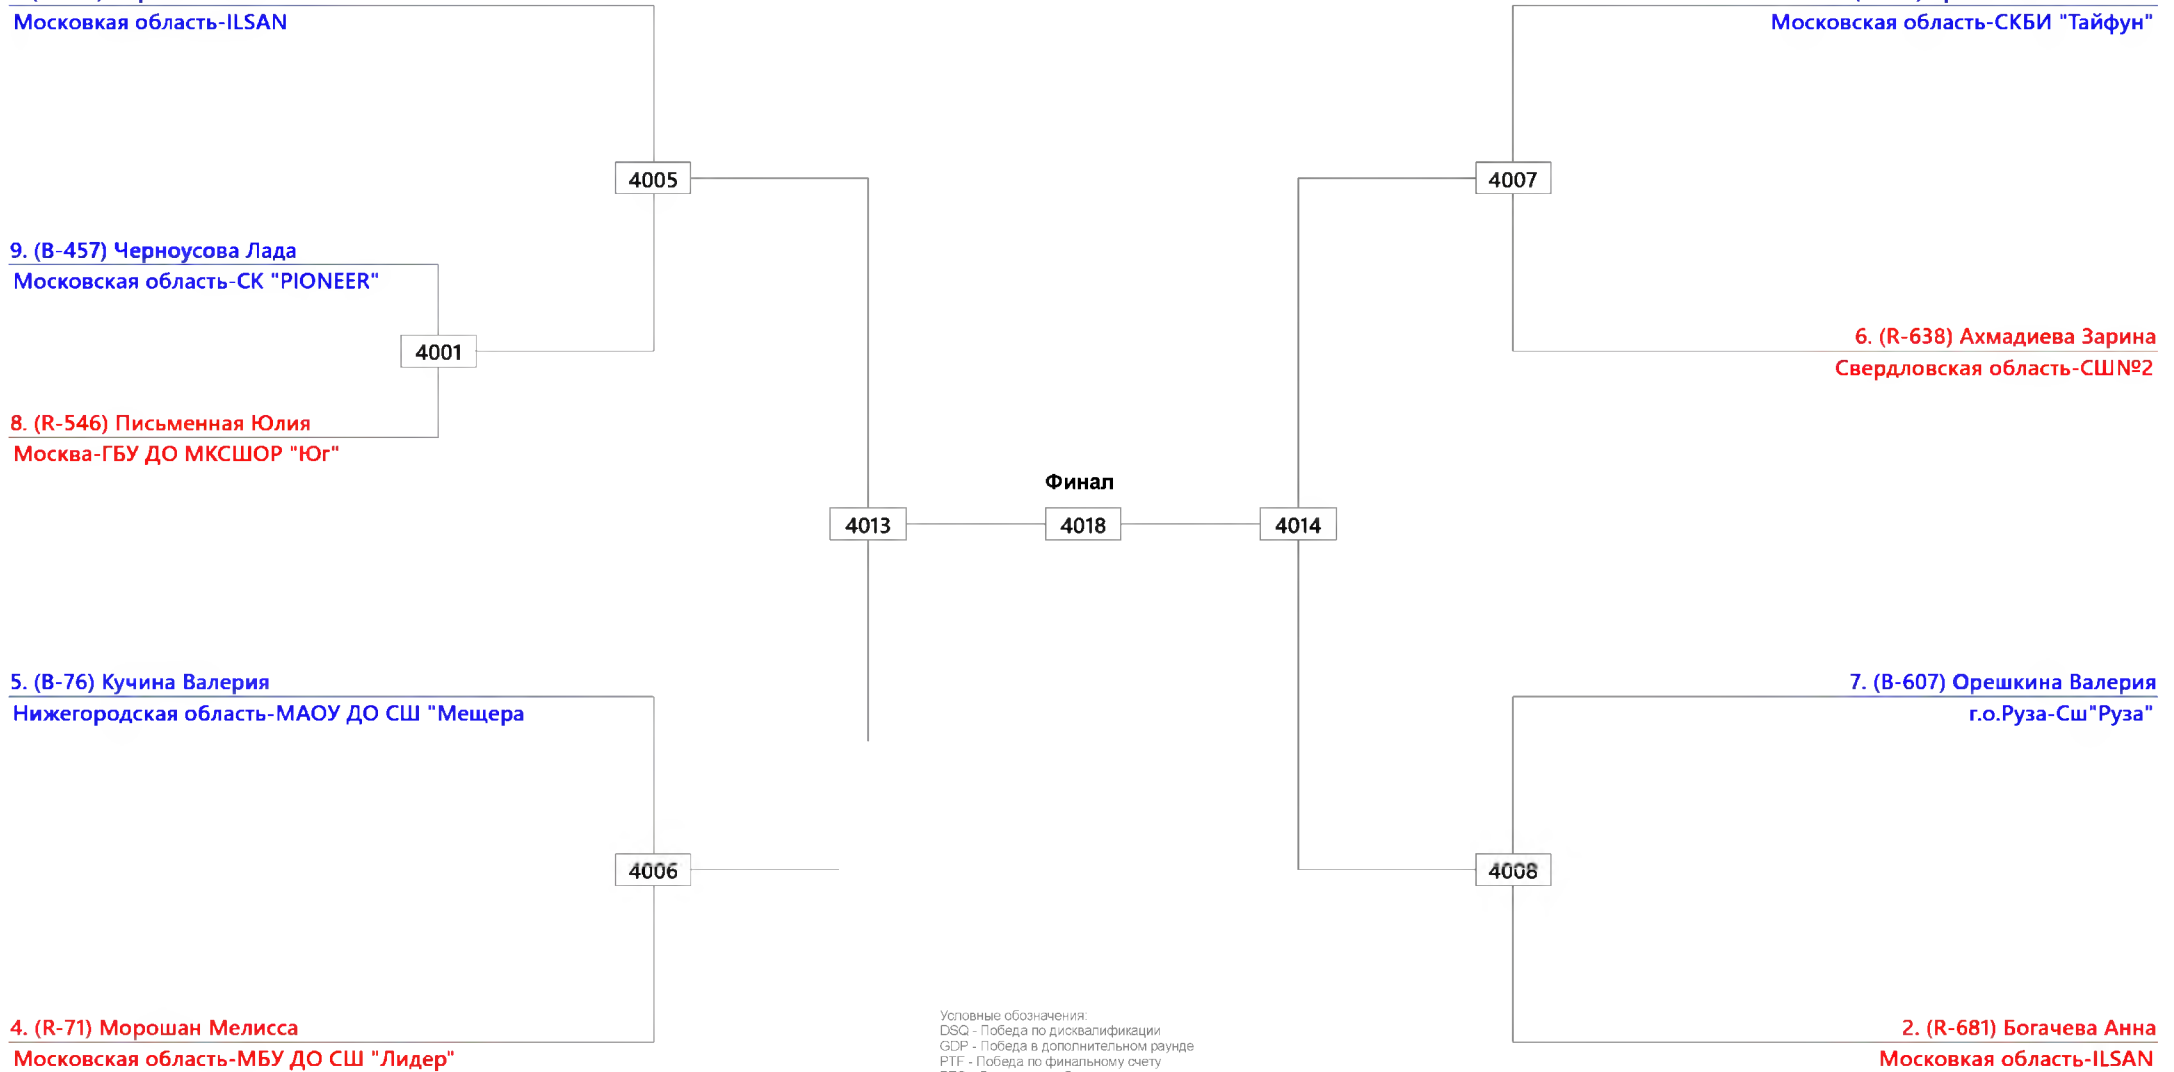 Московкая область-ILSAN
Московская область-СКБИ "Тайфун"
4005
4007
9. (B-457) Черноусова Лада
Московская область-СК "PIONEER"
4001
6. (R-638) Ахмадиева Зарина
Свердловская область-СШ№2
8. (R-546) Письменная Юлия
Москва-ГБУ ДО МКСШОР "Юг"
Финал
4013
4018
4014
5. (B-76) Кучина Валерия
Нижегородская область-МАОУ ДО СШ "Мещера
7. (B-607) Орешкина Валерия
г.о.Руза-Сш"Руза"
4006
4008
4. (R-71) Морошан Мелисса
Московская область-МБУ ДО СШ "Лидер"
Условные обозначения:
DSQ - Победа по дисквалификации
GDP - Победа в дополнительном раунде
PTF - Победа по финальному счету
2. (R-681) Богачева Анна
Московкая область-ILSAN